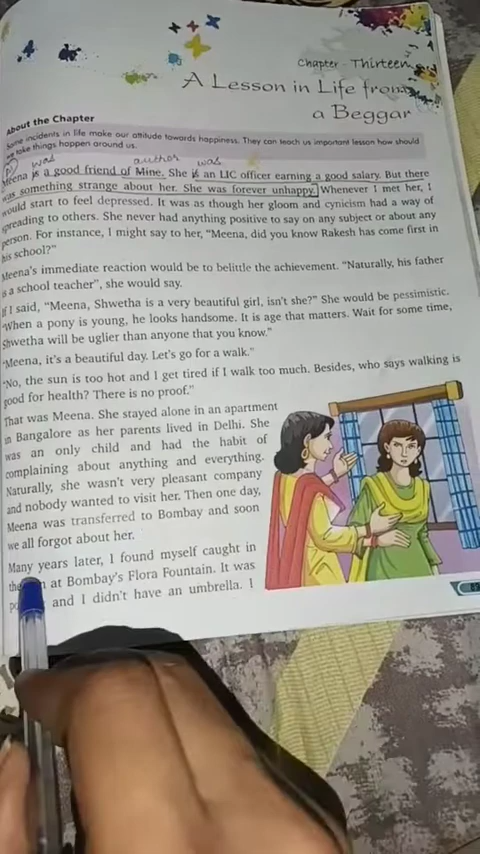 Chapter - Thirteen
A Lesson in Life from
a Beggar
About the Chapter
Some incidents in life make our attitude towards happiness. They can teach us important lesson how should
we take things happen around us.
was author was
Meena is a good friend of Mine. She is an LIC officer earning a good salary. But there
was something strange about her. She was forever unhappy. Whenever I met her, I
would start to feel depressed. It was as though her gloom and cynicism had a way of
spreading to others. She never had anything positive to say on any subject or about any
person. For instance, I might say to her, "Meena, did you know Rakesh has come first in
his school?"
Meena's immediate reaction would be to belittle the achievement. "Naturally, his father
is a school teacher", she would say.
If I said, "Meena, Shwetha is a very beautiful girl, isn't she?" She would be pessimistic.
"When a pony is young, he looks handsome. It is age that matters. Wait for some time,
Shwetha will be uglier than anyone that you know."
"Meena, it's a beautiful day. Let's go for a walk."
"No, the sun is too hot and I get tired if I walk too much. Besides, who says walking is
good for health? There is no proof."
That was Meena. She stayed alone in an apartment
in Bangalore as her parents lived in Delhi. She
was an only child and had the habit of
complaining about anything and everything.
Naturally, she wasn't very pleasant company
and nobody wanted to visit her. Then one day,
Meena was transferred to Bombay and soon
we all forgot about her.
Many years later, I found myself caught in
the at Bombay's Flora Fountain. It was
and I didn't have an umbrella. I